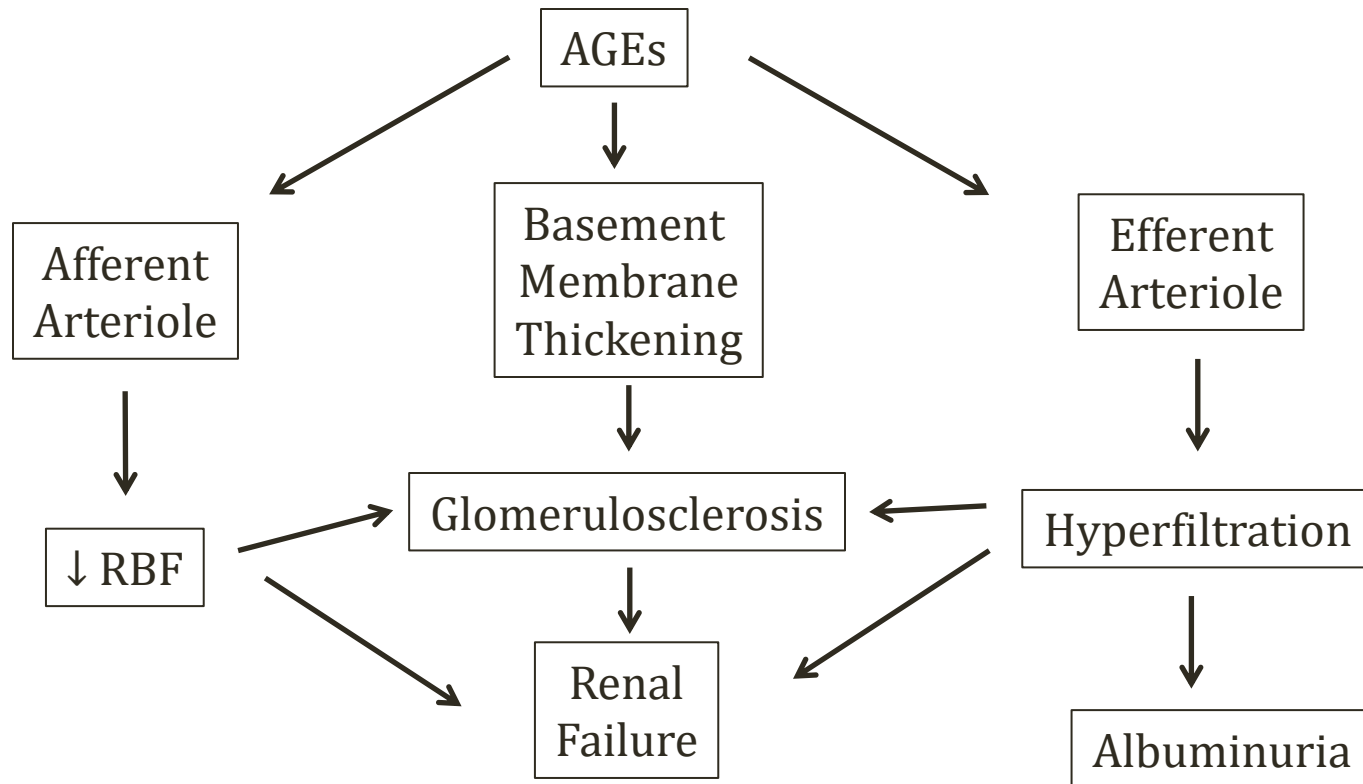 AGEs
Afferent
Arteriole
Basement
Membrane
Thickening
Efferent
Arteriole
↓ RBF
Glomerulosclerosis
Hyperfiltration
Renal
Failure
Albuminuria